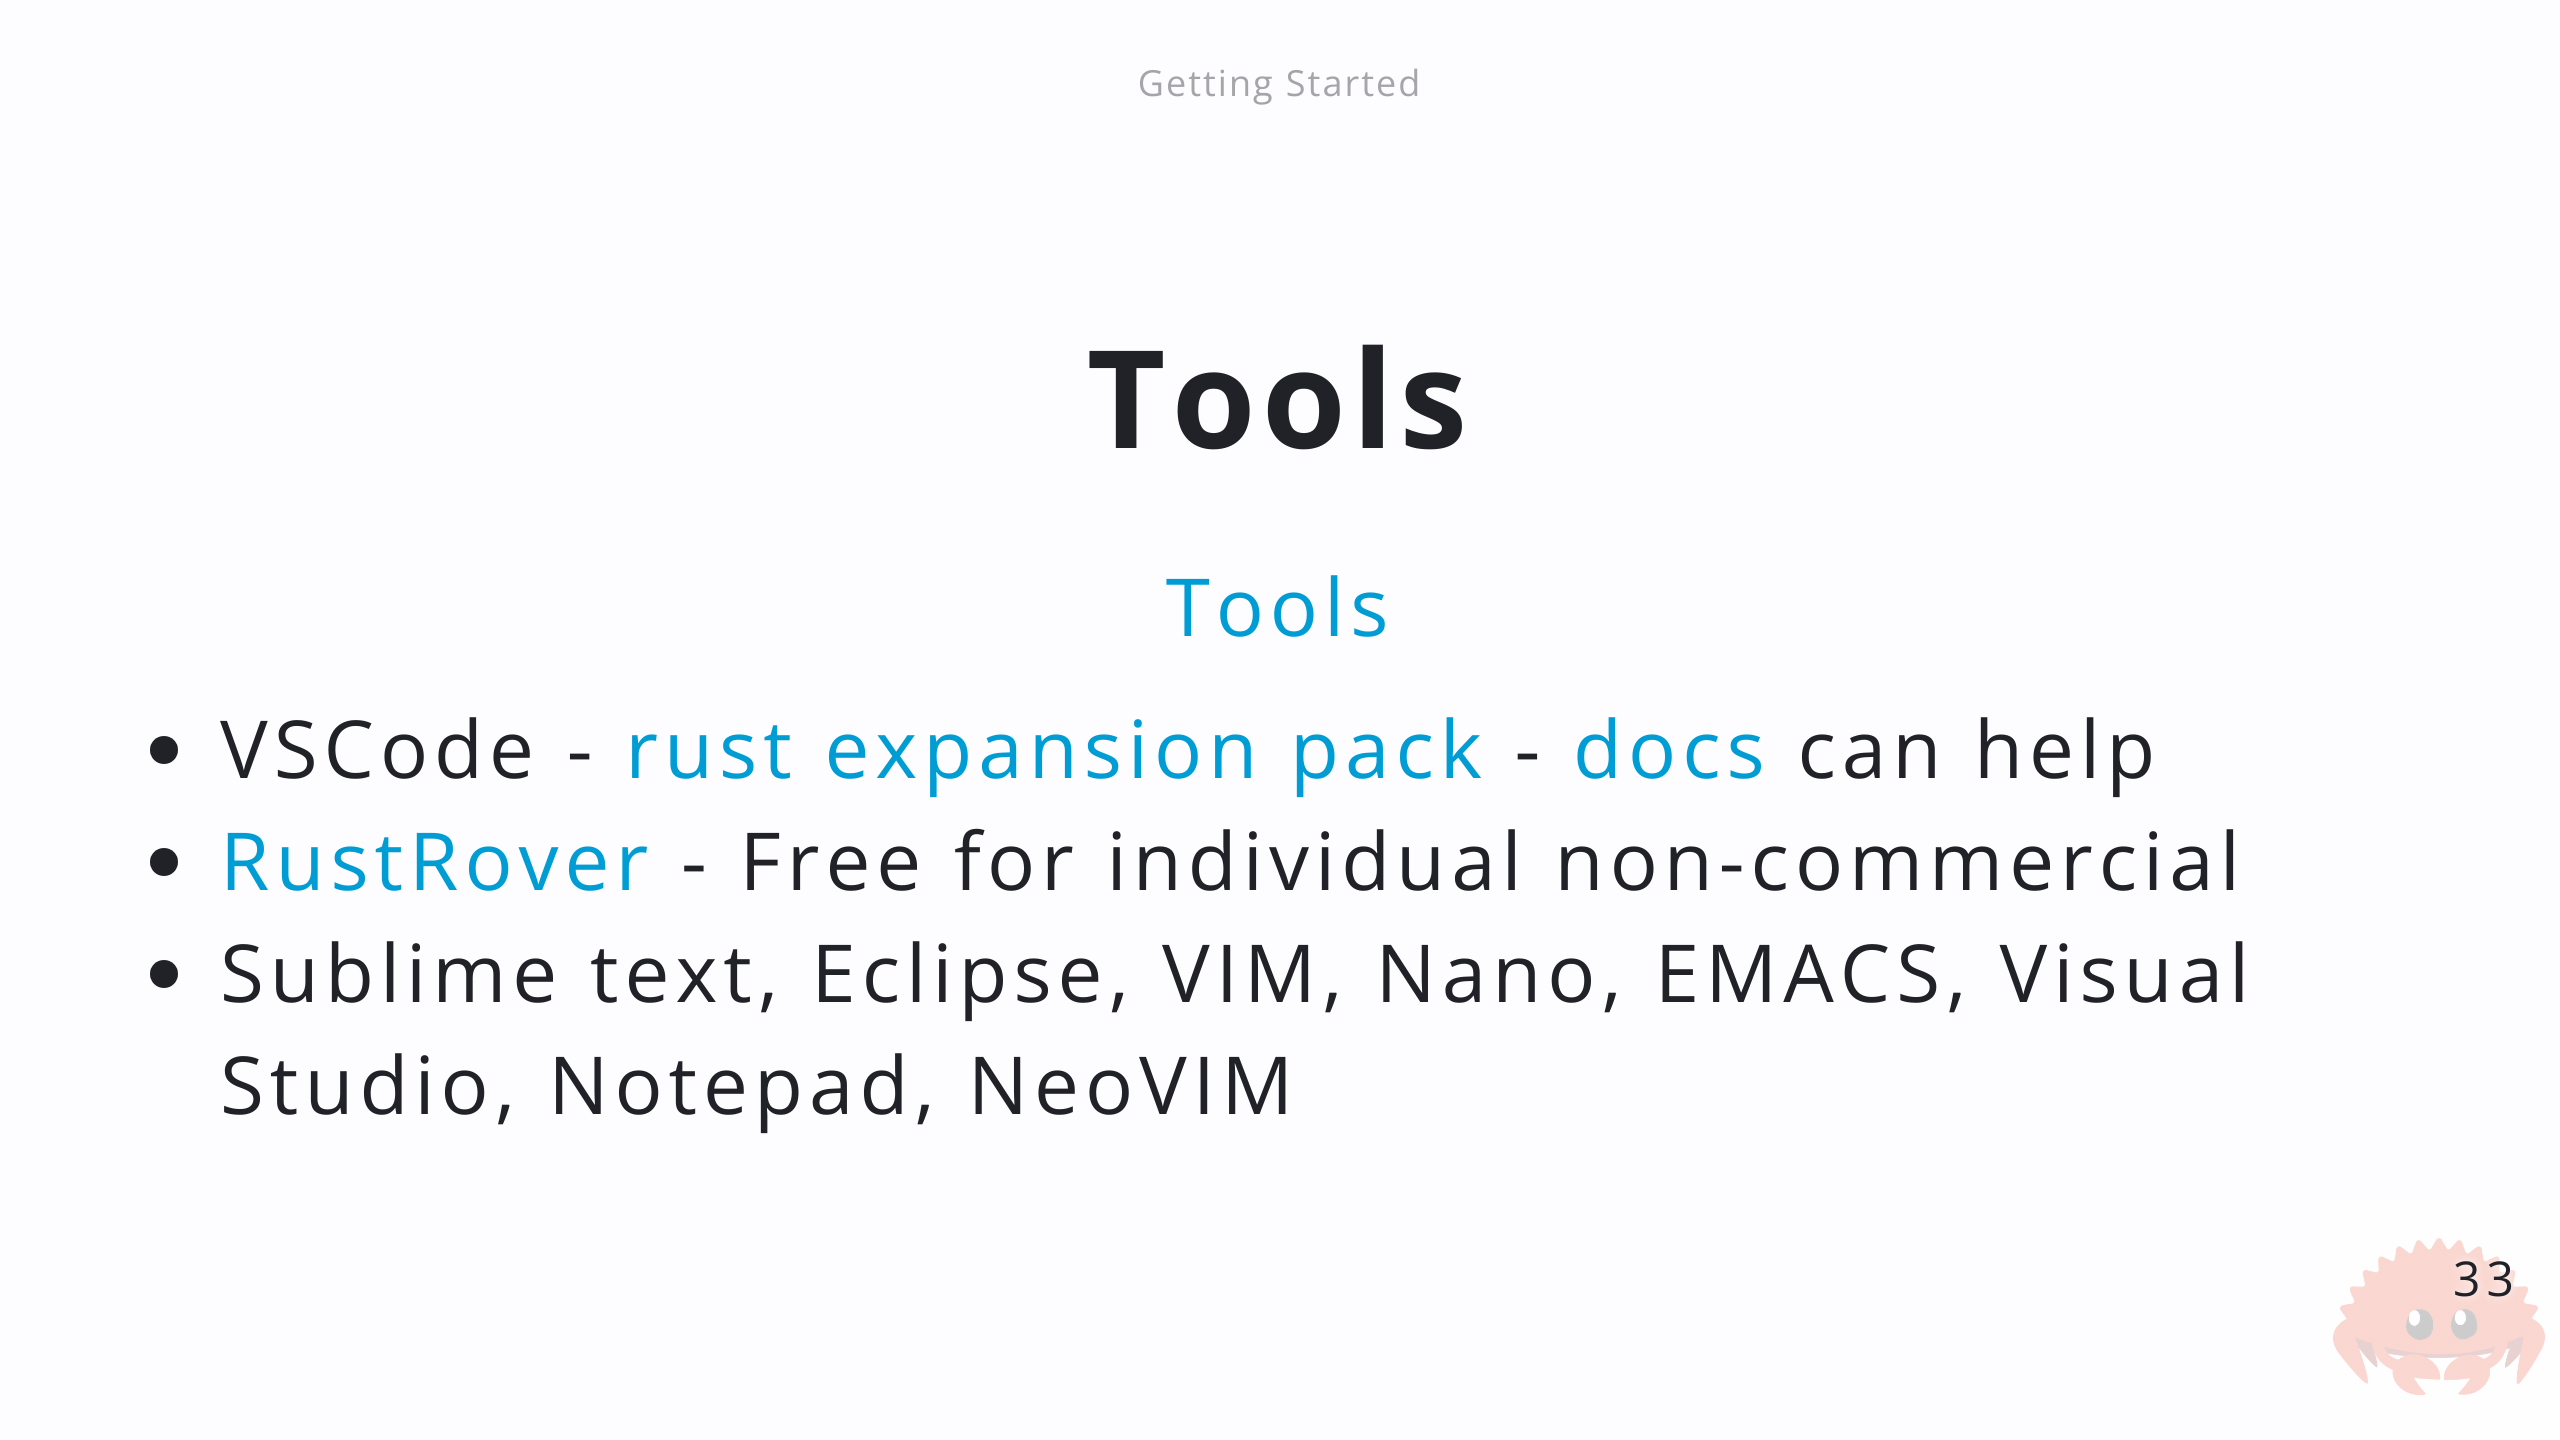 Getting Started
Tools
Tools
VSCode - rust expansion pack - docs can help
RustRover - Free for individual non-commercial
Sublime text, Eclipse, VIM, Nano, EMACS, Visual
Studio, Notepad, NeoVIM
33